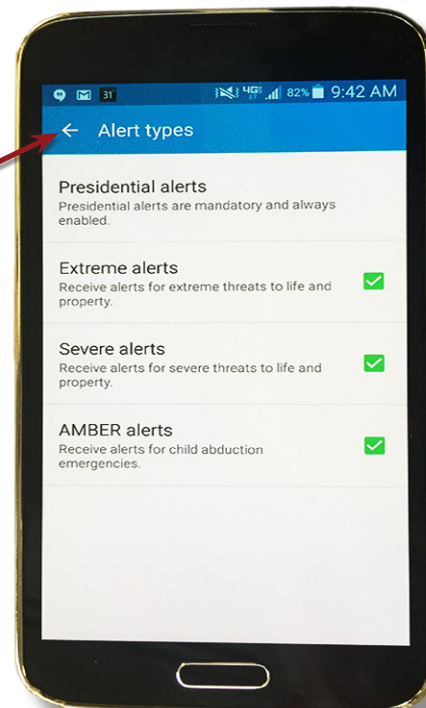 31 4G 82% 9:42 AM
Alert types
Presidential alerts
Presidential alerts are mandatory and always
enabled.
Extreme alerts
Receive alerts for extreme threats to life and
property.
Severe alerts
Receive alerts for severe threats to life and
property.
AMBER alerts
Receive alerts for child abduction
emergencies.